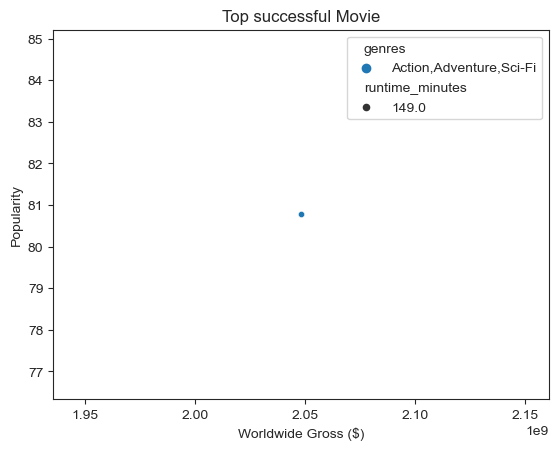 Top successful Movie
genres
Action,Adventure,Sci-Fi
runtime_minutes
149.0
85
84
83
82
81
80
79
78
77
Popularity
1.95
2.00
2.05
2.10
2.15
1e9
Worldwide Gross ($)